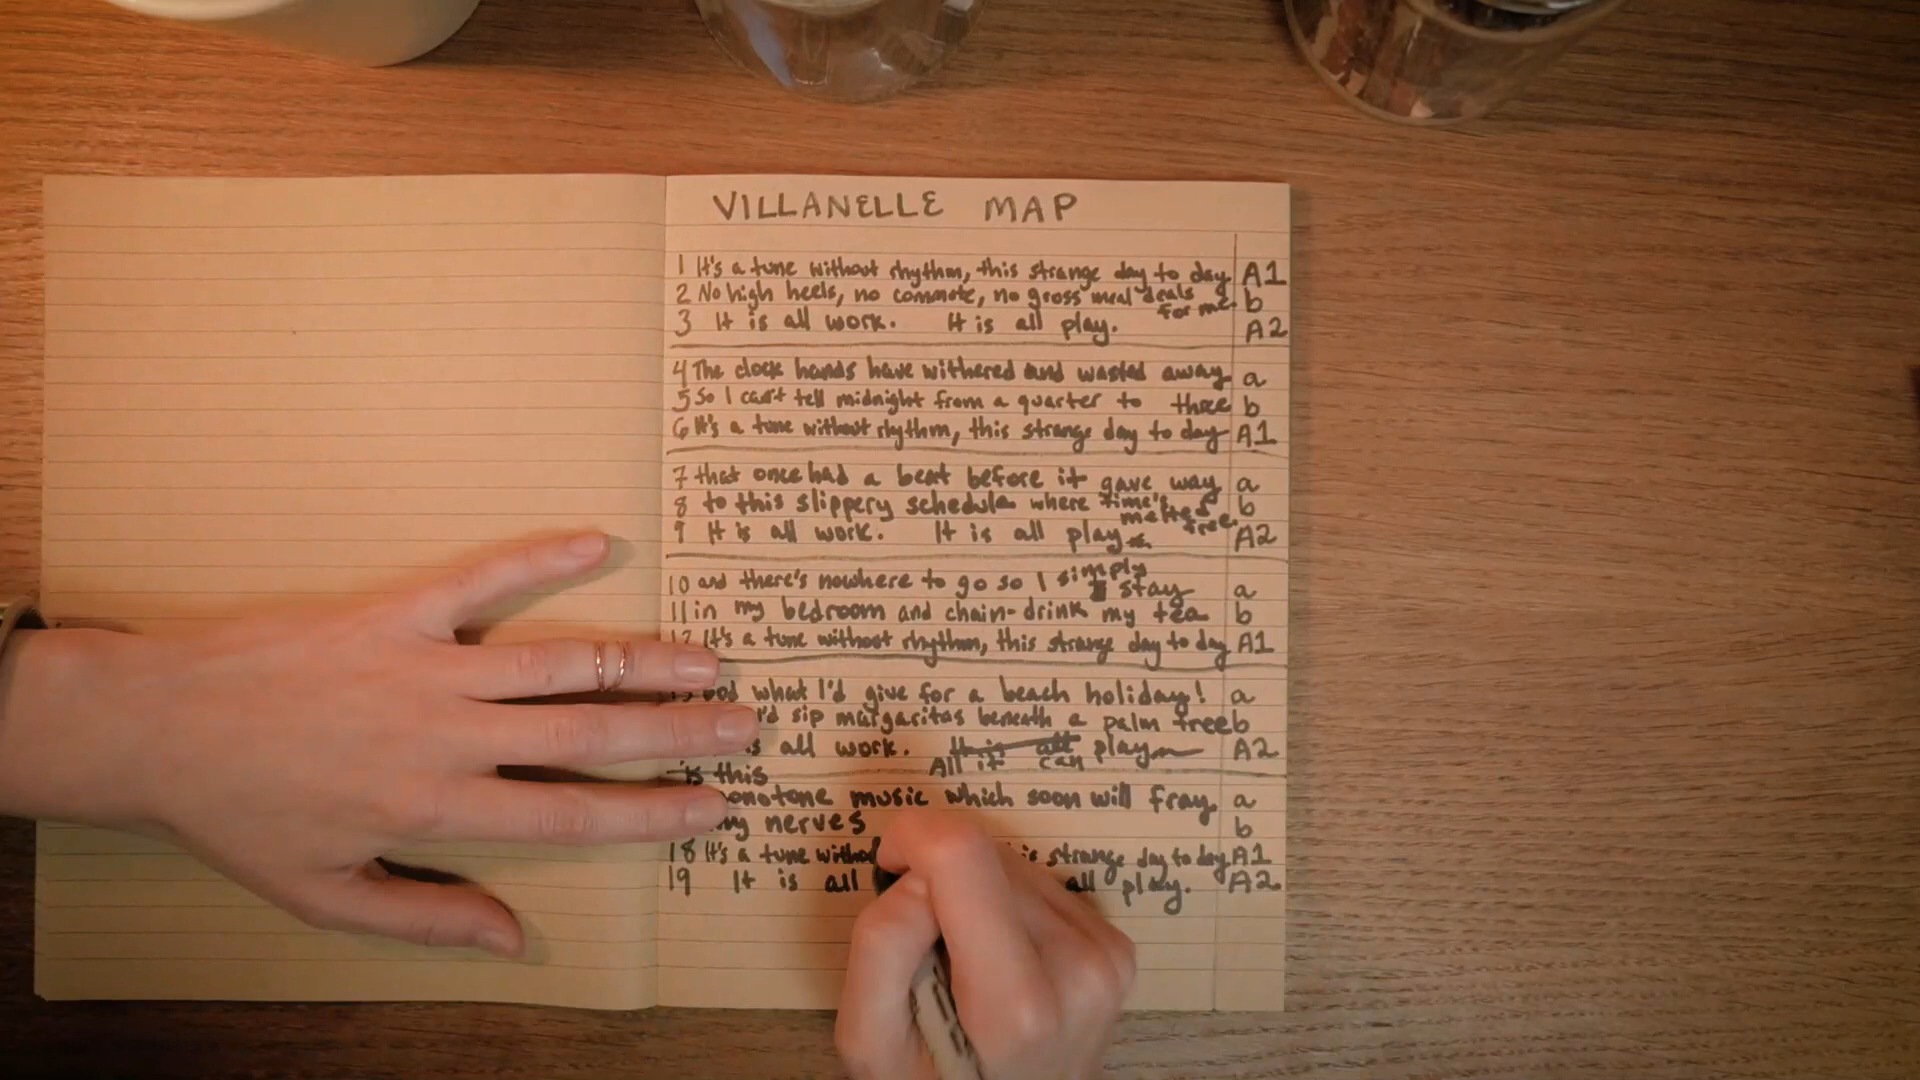 VILLANELLE MAP
1 It's a tune without rhythm, this strange day to day A1
2 No high heels, no commute, no gross meal deals for me b
3 It is all work. It is all play. A2
4 The clock hands have withered and wasted away a
5 So I can't tell midnight from a quarter to three b
6 It's a tune without rhythm, this strange day to day A1
7 that once had a beat before it gave way a
8 to this slippery schedule where time's melted free b
9 It is all work. It is all play A2
10 and there's nowhere to go so I simply stay a
11 in my bedroom and chain-drink my tea b
12 It's a tune without rhythm, this strange day to day A1
what I'd give for a beach holiday! a
I'd sip margaritas beneath a palm tree b
is all work. It is all play A2
All it can
is this
music which soon will fray a
my nerves b
18 It's a tune this strange day to day A1
19 It is all all play. A2